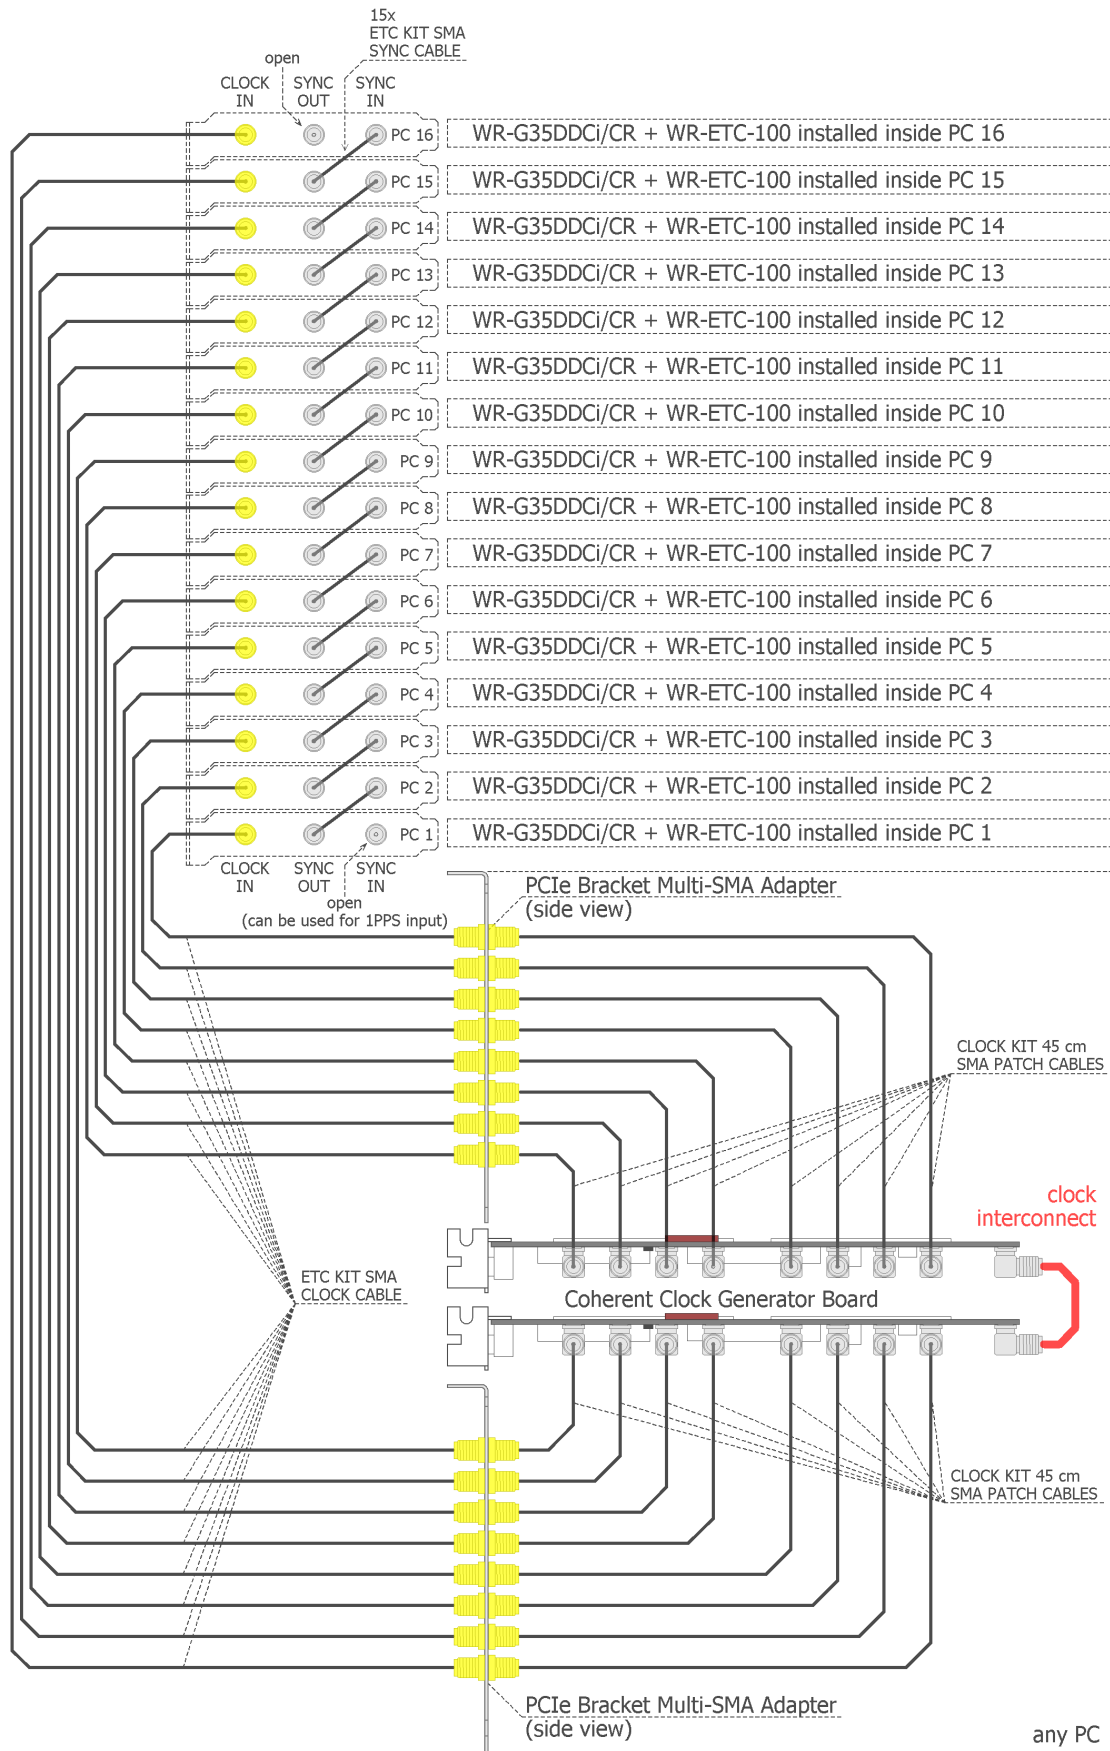 15x
ETC KIT SMA
SYNC CABLE
open
CLOCK IN
SYNC OUT
SYNC IN
PC 16 WR-G35DDCi/CR + WR-ETC-100 installed inside PC 16
PC 15 WR-G35DDCi/CR + WR-ETC-100 installed inside PC 15
PC 14 WR-G35DDCi/CR + WR-ETC-100 installed inside PC 14
PC 13 WR-G35DDCi/CR + WR-ETC-100 installed inside PC 13
PC 12 WR-G35DDCi/CR + WR-ETC-100 installed inside PC 12
PC 11 WR-G35DDCi/CR + WR-ETC-100 installed inside PC 11
PC 10 WR-G35DDCi/CR + WR-ETC-100 installed inside PC 10
PC 9 WR-G35DDCi/CR + WR-ETC-100 installed inside PC 9
PC 8 WR-G35DDCi/CR + WR-ETC-100 installed inside PC 8
PC 7 WR-G35DDCi/CR + WR-ETC-100 installed inside PC 7
PC 6 WR-G35DDCi/CR + WR-ETC-100 installed inside PC 6
PC 5 WR-G35DDCi/CR + WR-ETC-100 installed inside PC 5
PC 4 WR-G35DDCi/CR + WR-ETC-100 installed inside PC 4
PC 3 WR-G35DDCi/CR + WR-ETC-100 installed inside PC 3
PC 2 WR-G35DDCi/CR + WR-ETC-100 installed inside PC 2
PC 1 WR-G35DDCi/CR + WR-ETC-100 installed inside PC 1
CLOCK IN
SYNC OUT
SYNC IN
open
(can be used for 1PPS input)
PCIe Bracket Multi-SMA Adapter
(side view)
CLOCK KIT 45 cm
SMA PATCH CABLES
clock
interconnect
ETC KIT SMA
CLOCK CABLE
Coherent Clock Generator Board
CLOCK KIT 45 cm
SMA PATCH CABLES
PCIe Bracket Multi-SMA Adapter
(side view)
any PC